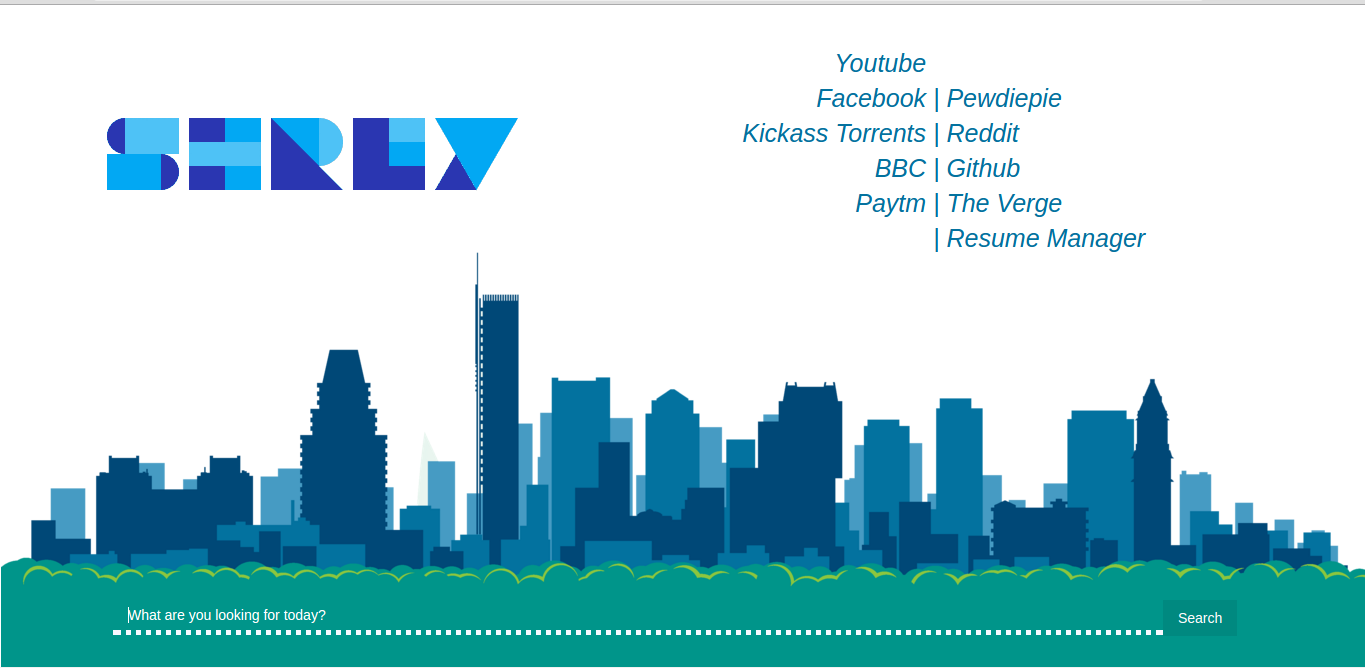 SERLY
Youtube
Facebook | Pewdiepie
Kickass Torrents | Reddit
BBC | Github
Paytm | The Verge
| Resume Manager
What are you looking for today?
Search